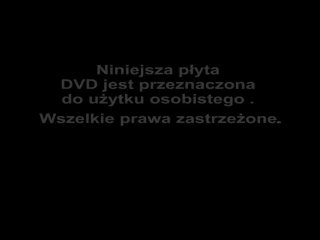 Niniejsza płyta
DVD jest przeznaczona
do użytku osobistego .
Wszelkie prawa zastrzeżone.